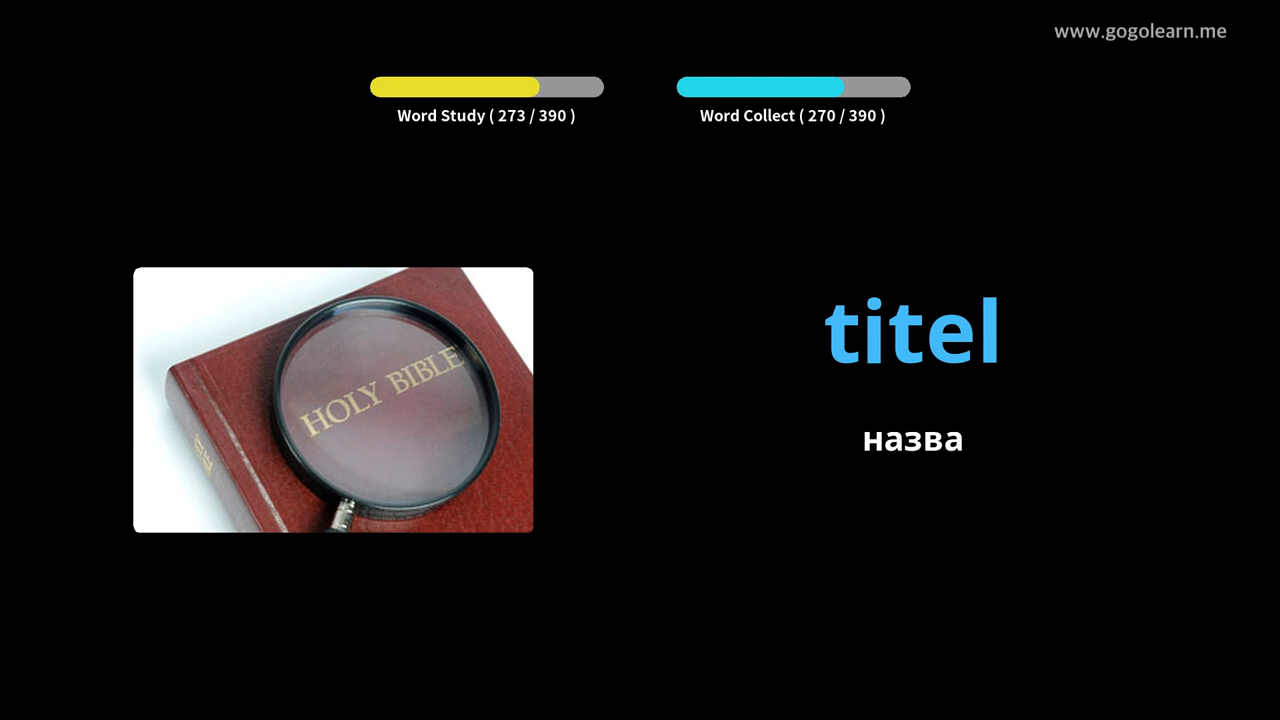 www.gogolearn.me
Word Study ( 273 / 390 )
Word Collect ( 270 / 390 )
HOLY BIBLE
titel
назва